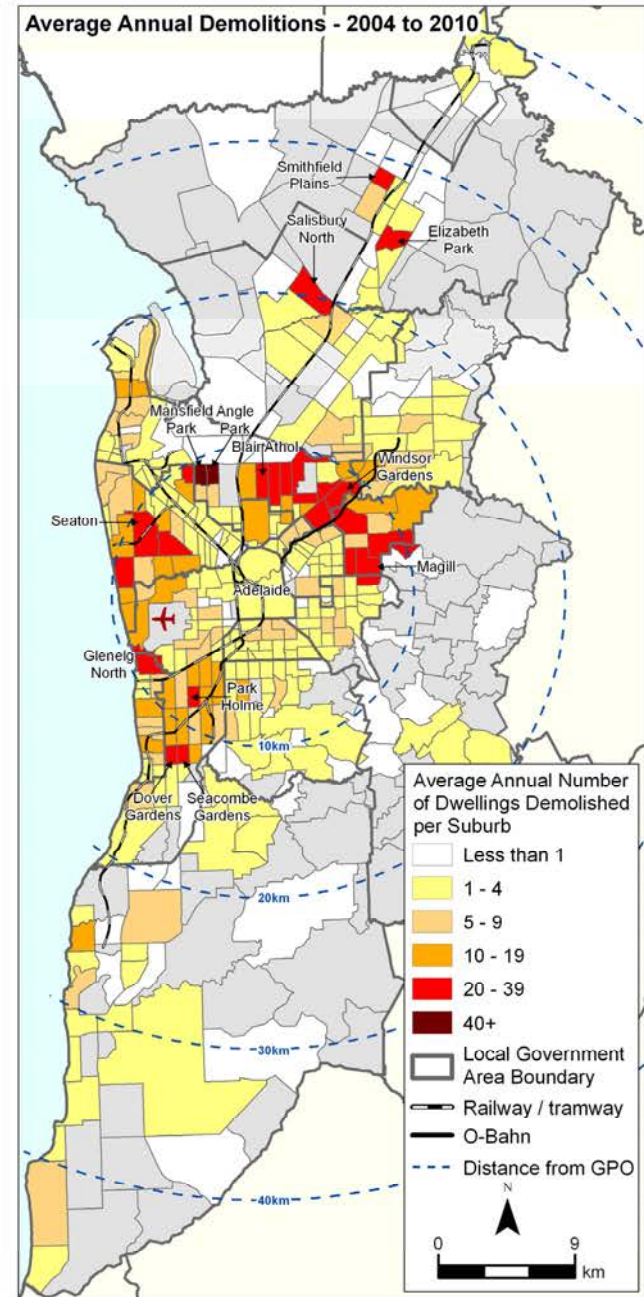 Average Annual Demolitions - 2004 to 2010
Smithfield
Plains
Salisbury
North
Elizabeth
Park
Mansfield
Park
Angle
Park
Blair Athol
Windsor
Gardens
Seaton
Magill
Adelaide
Glenelg
North
Park
Holme
10km
Dover
Gardens
Seacombe
Gardens
20km
30km
40km
Average Annual Number
of Dwellings Demolished
per Suburb
Less than 1
1 - 4
5 - 9
10 - 19
20 - 39
40+
Local Government
Area Boundary
Railway / tramway
O-Bahn
Distance from GPO
N
0 9
km